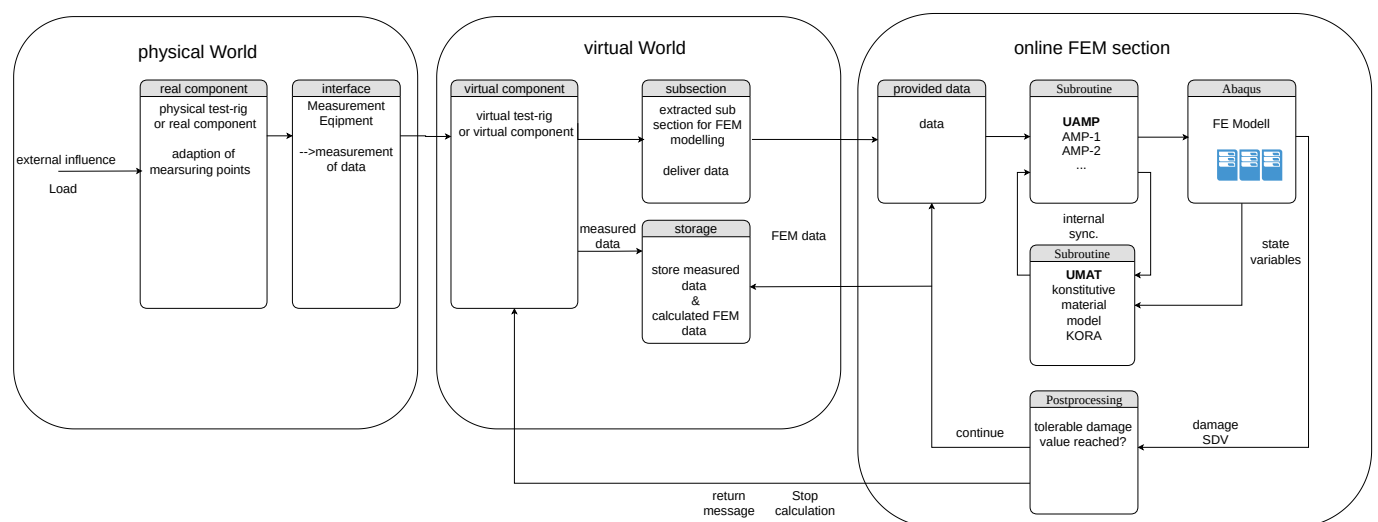 physical World
virtual World
online FEM section
real component
physical test-rig
or real component
adaption of
mearsuring points
interface
Measurement
Eqipment
-->measurement
of data
external influence
Load
virtual component
virtual test-rig
or virtual component
subsection
extracted sub
section for FEM
modelling
deliver data
measured
data
storage
store measured
data
&
calculated FEM
data
FEM data
provided data
data
Subroutine
UAMP
AMP-1
AMP-2
...
Abaqus
FE Modell
internal
sync.
Subroutine
UMAT
konstitutive
material
model
KORA
state
variables
Postprocessing
tolerable damage
value reached?
continue
damage
SDV
return
message
Stop
calculation